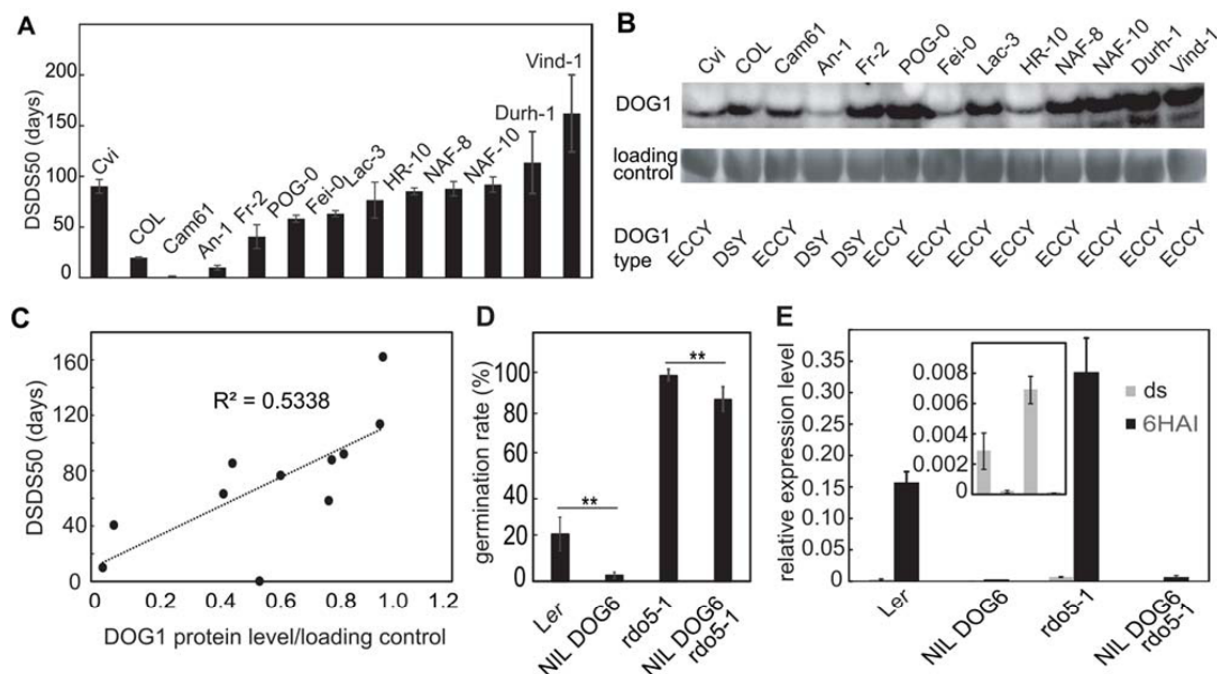 A
DSDS50 (days)
200
150
100
50
0
Cvi
COL
Cam61
An-1
Fr-2
POG-0
Fei-0
Lac-3
HR-10
NAF-8
NAF-10
Durh-1
Vind-1
B
Cvi
COL
Cam61
An-1
Fr-2
POG-0
Fei-0
Lac-3
HR-10
NAF-8
NAF-10
Durh-1
Vind-1
DOG1
loading
control
DOG1
type
ECCY
DSY
ECCY
DSY
DSY
ECCY
ECCY
ECCY
ECCY
ECCY
ECCY
ECCY
ECCY
C
DSDS50 (days)
160
120
80
40
0
R² = 0.5338
0 0.2 0.4 0.6 0.8 1.0 1.2
DOG1 protein level/loading control
D
germination rate (%)
100
80
60
40
20
0
**
**
Ler
NIL DOG6
rdo5-1
NIL DOG6
rdo5-1
E
relative expression level
0.35
0.30
0.25
0.20
0.15
0.10
0.05
0
0.008
0.006
0.004
0.002
0
ds
6HAI
Ler
NIL DOG6
rdo5-1
NIL DOG6
rdo5-1